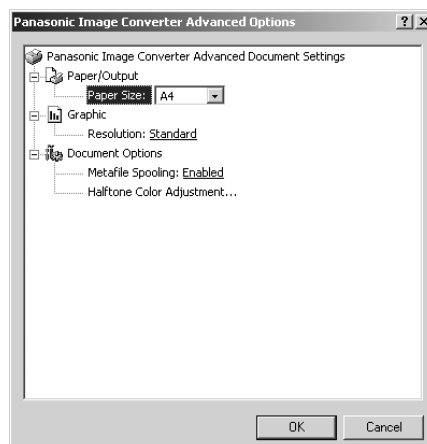 Panasonic Image Converter Advanced Options
Panasonic Image Converter Advanced Document Settings
Paper/Output
Paper Size: A4
Graphic
Resolution: Standard
Document Options
Metafile Spooling: Enabled
Halftone Color Adjustment...
OK Cancel